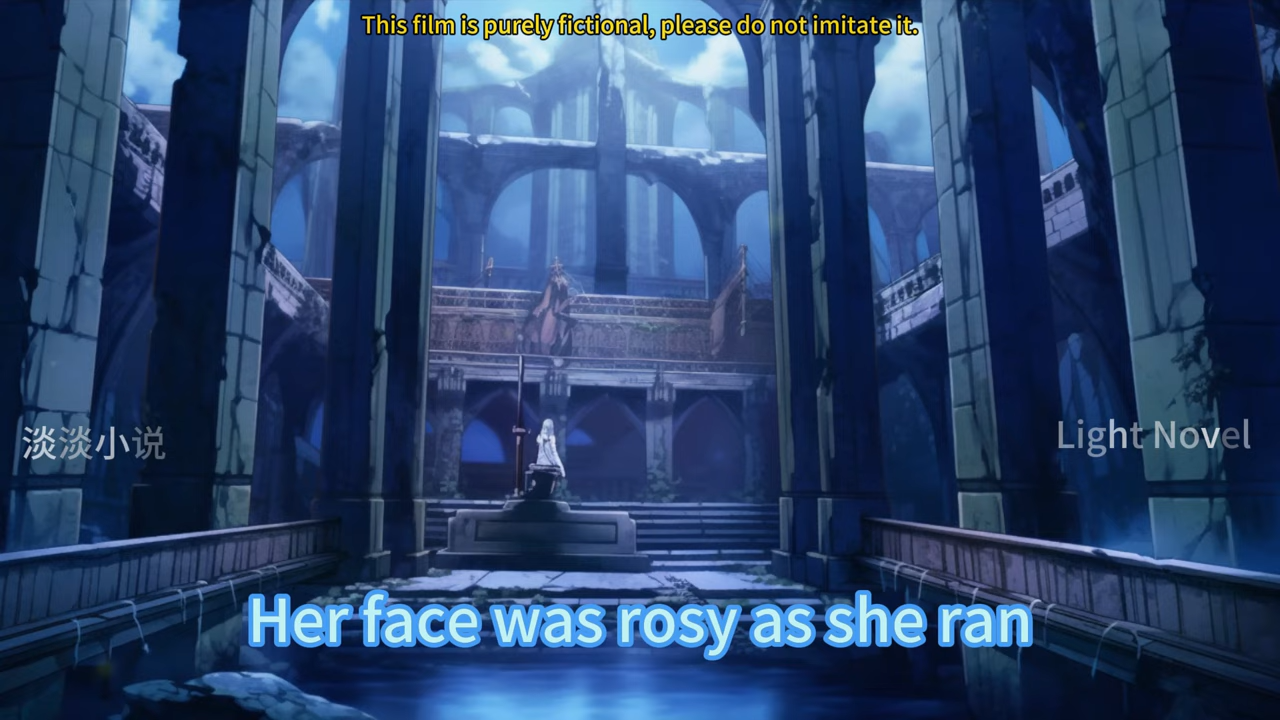 This film is purely fictional, please do not imitate it.
淡淡小说
Light Novel
Her face was rosy as she ran